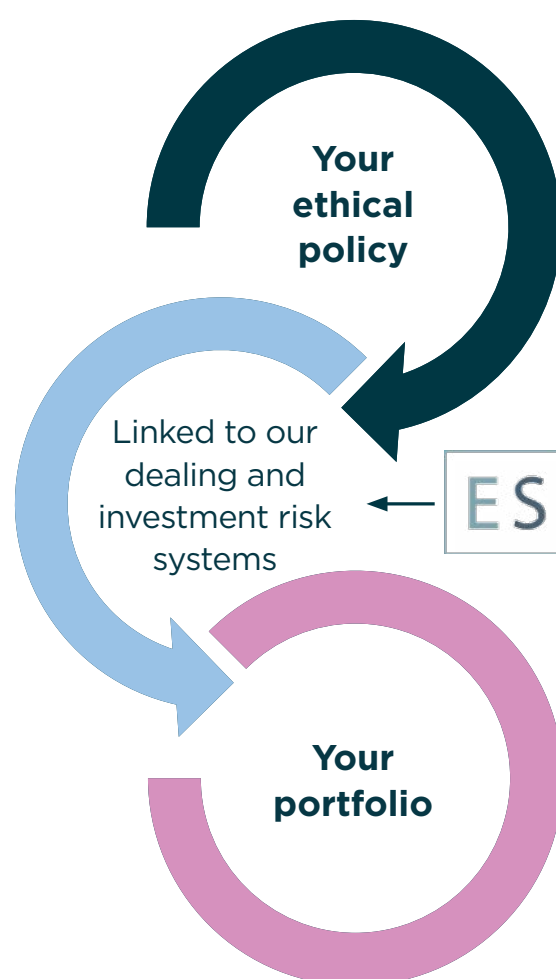 Your
ethical
policy
Linked to our
dealing and
investment risk
systems
ES
Your
portfolio